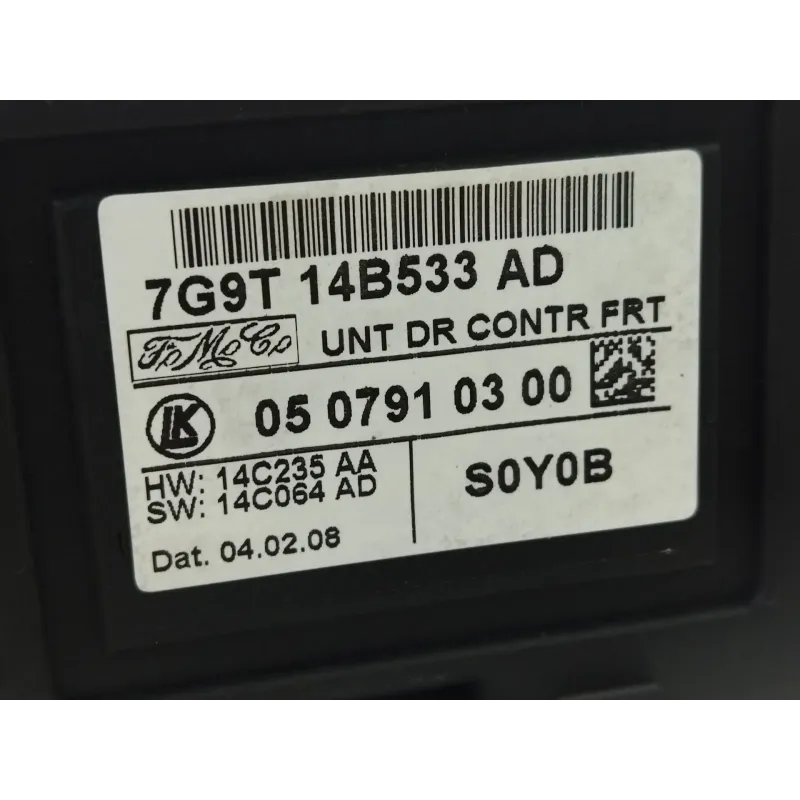 7G9T 14B533 AD
FoMoCo UNT DR CONTR FRT
LK 05 0791 03 00
HW: 14C235 AA
SW: 14C064 AD
S0Y0B
Dat. 04.02.08